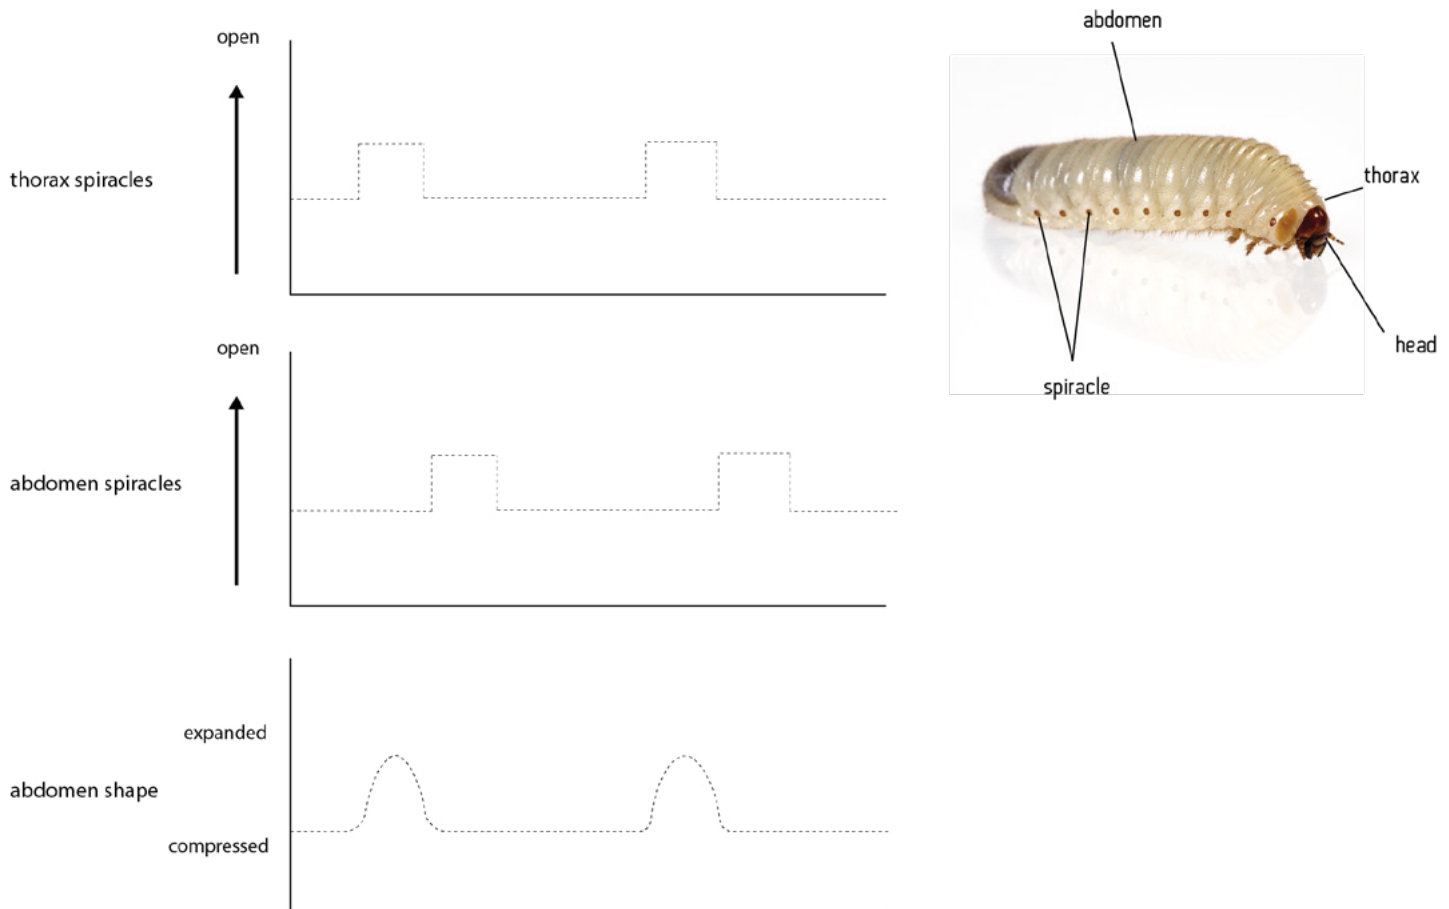 open
thorax spiracles
open
abdomen spiracles
expanded
abdomen shape
compressed
abdomen
thorax
head
spiracle